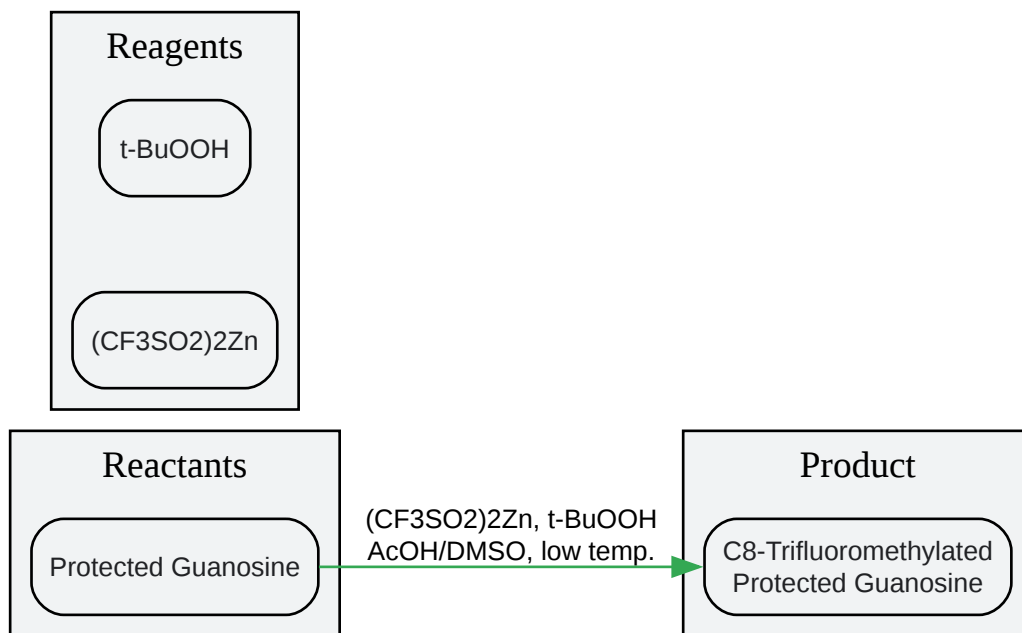 Reagents
t-BuOOH
(CF3SO2)2Zn
Reactants
Protected Guanosine
(CF3SO2)2Zn, t-BuOOH
AcOH/DMSO, low temp.
Product
C8-Trifluoromethylated
Protected Guanosine